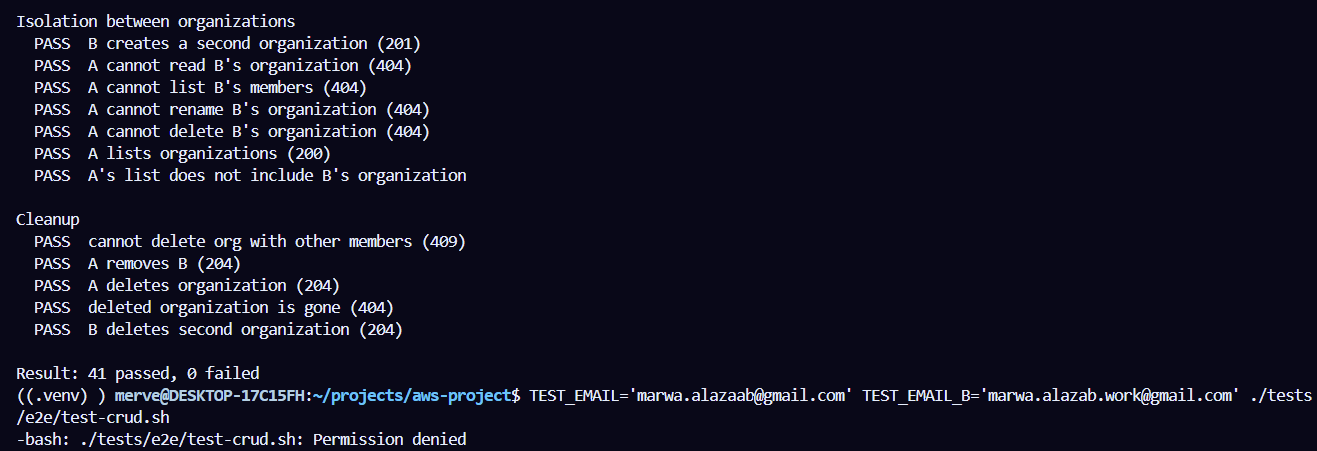 Isolation between organizations
PASS B creates a second organization (201)
PASS A cannot read B's organization (404)
PASS A cannot list B's members (404)
PASS A cannot rename B's organization (404)
PASS A cannot delete B's organization (404)
PASS A lists organizations (200)
PASS A's list does not include B's organization
Cleanup
PASS cannot delete org with other members (409)
PASS A removes B (204)
PASS A deletes organization (204)
PASS deleted organization is gone (404)
PASS B deletes second organization (204)
Result: 41 passed, 0 failed
((.venv) ) merve@DESKTOP-17C15FH:~/projects/aws-project$ TEST_EMAIL='marwa.alazaab@gmail.com' TEST_EMAIL_B='marwa.alazab.work@gmail.com' ./tests
/e2e/test-crud.sh
-bash: ./tests/e2e/test-crud.sh: Permission denied